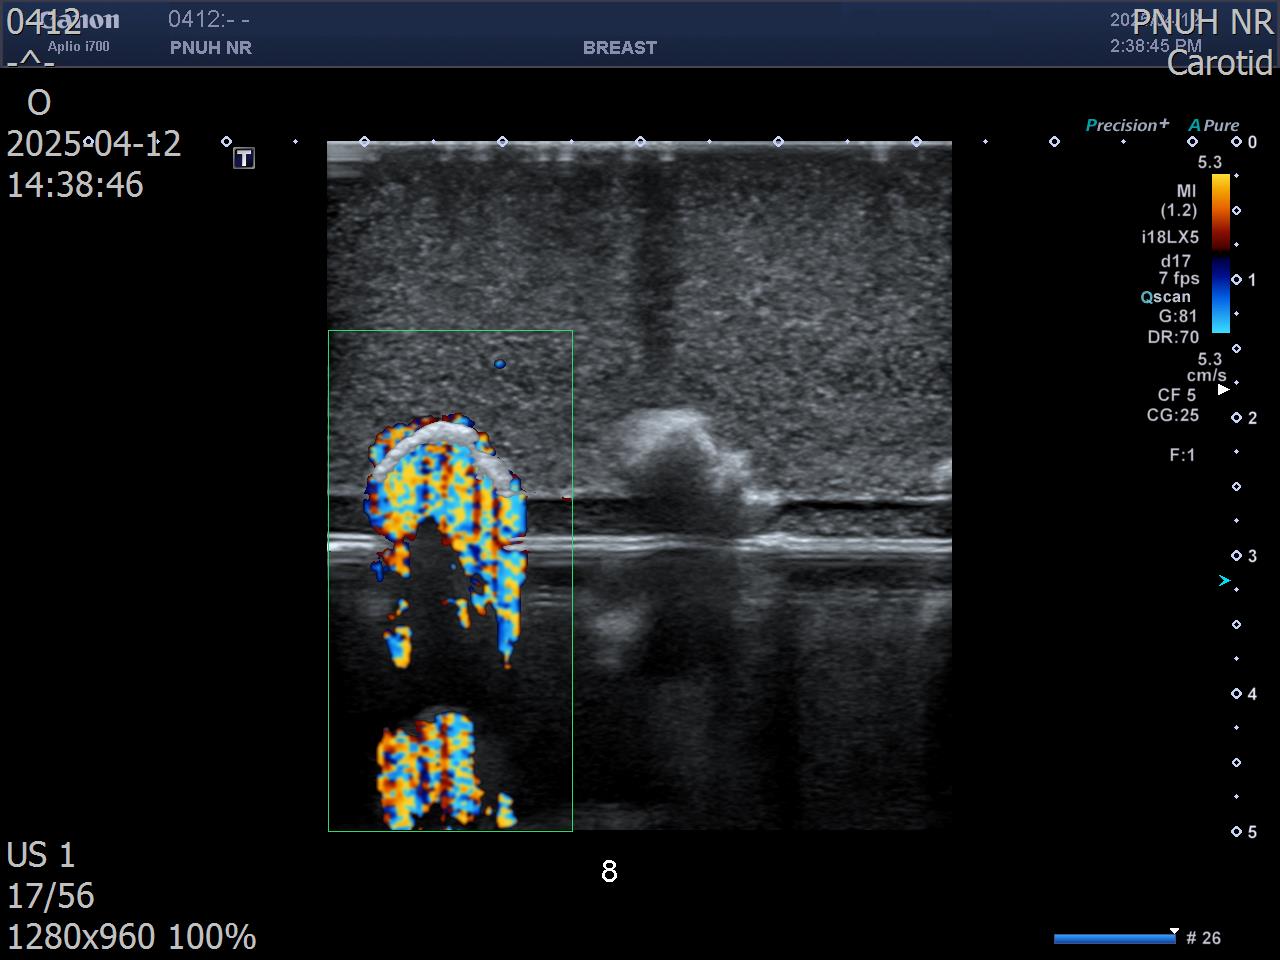 0412
Canon
0412:- -
PNUH NR
Aplio i700
PNUH NR
BREAST
2:38:45 PM
-^-
Carotid
O
2025-04-12
14:38:46
T
Precision+ A Pure
0
5.3
MI
(1.2)
i18LX5
d17
7 fps
1
Qscan
G:81
DR:70
5.3
cm/s
CF 5
CG:25
2
F:1
3
4
5
US 1
17/56
1280x960 100%
8
# 26